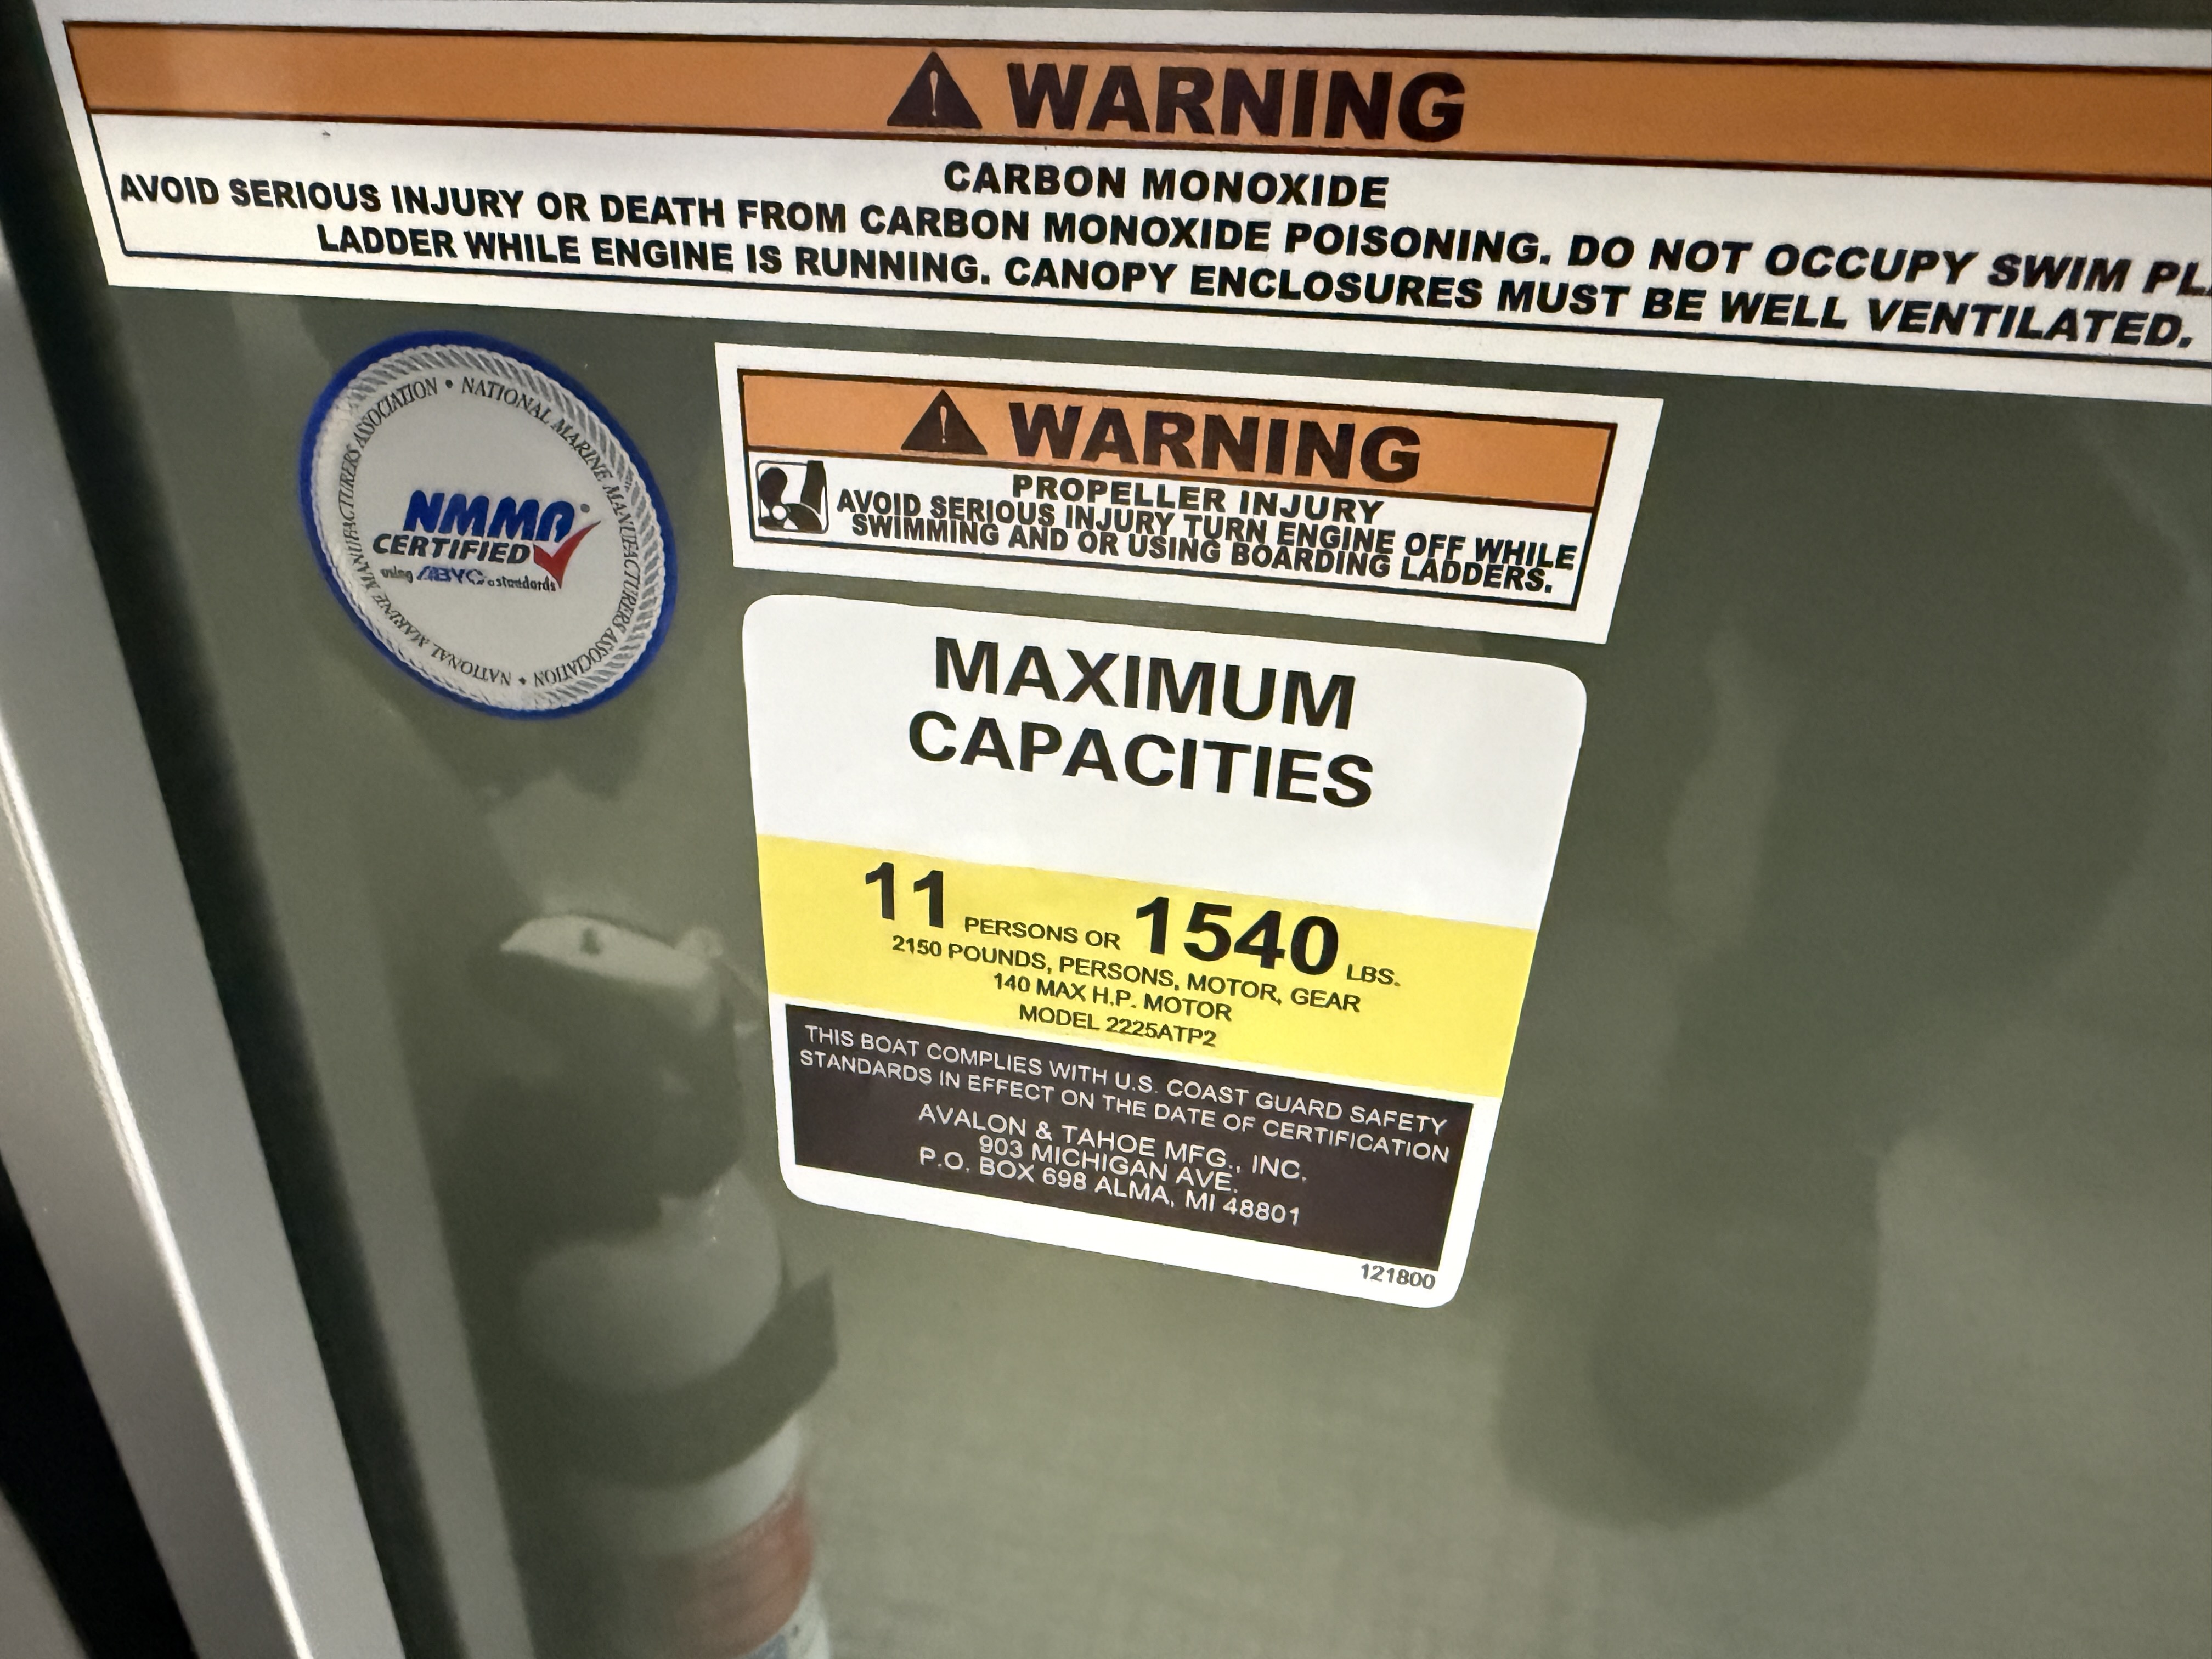 WARNING
CARBON MONOXIDE
AVOID SERIOUS INJURY OR DEATH FROM CARBON MONOXIDE POISONING. DO NOT OCCUPY SWIM
LADDER WHILE ENGINE IS RUNNING. CANOPY ENCLOSURES MUST BE WELL VENTILATED.
NATIONAL MARINE MANUFACTURERS ASSOCIATION • NATIONAL MARINE MANUFACTURERS ASSOCIATION •
NMMA®
CERTIFIED
using ABYC standards
WARNING
PROPELLER INJURY
AVOID SERIOUS INJURY TURN ENGINE OFF WHILE
SWIMMING AND OR USING BOARDING LADDERS.
MAXIMUM
CAPACITIES
11 PERSONS OR 1540 LBS.
2150 POUNDS, PERSONS, MOTOR, GEAR
140 MAX H.P. MOTOR
MODEL 2225ATP2
THIS BOAT COMPLIES WITH U.S. COAST GUARD SAFETY
STANDARDS IN EFFECT ON THE DATE OF CERTIFICATION
AVALON & TAHOE MFG., INC.
903 MICHIGAN AVE.
P.O. BOX 698 ALMA, MI 48801
121800